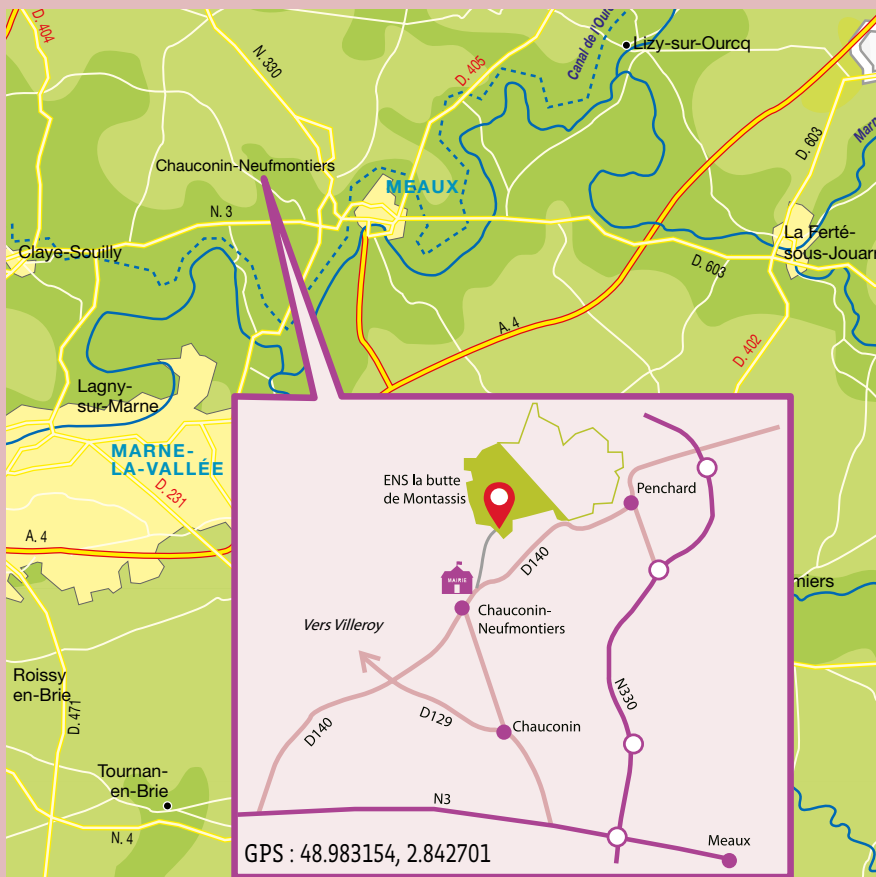 D. 404
N. 330
D. 405
Canal de l'Ourcq
Lizy-sur-Ourcq
Chauconin-Neufmontiers
MEAUX
D. 603
N. 3
Claye-Souilly
La Ferté-
sous-Jouarr
D. 603
A. 4
D. 402
Lagny-
sur-Marne
MARNE-
LA-VALLÉE
D. 231
A. 4
ENS la butte
de Montassis
Penchard
D140
MAIRIE
miers
Chauconin-
Neufmontiers
Vers Villeroy
Roissy
en-Brie
D. 471
N330
D129
D140
Chauconin
Tournan-
en-Brie
N. 4
N3
Meaux
GPS : 48.983154, 2.842701